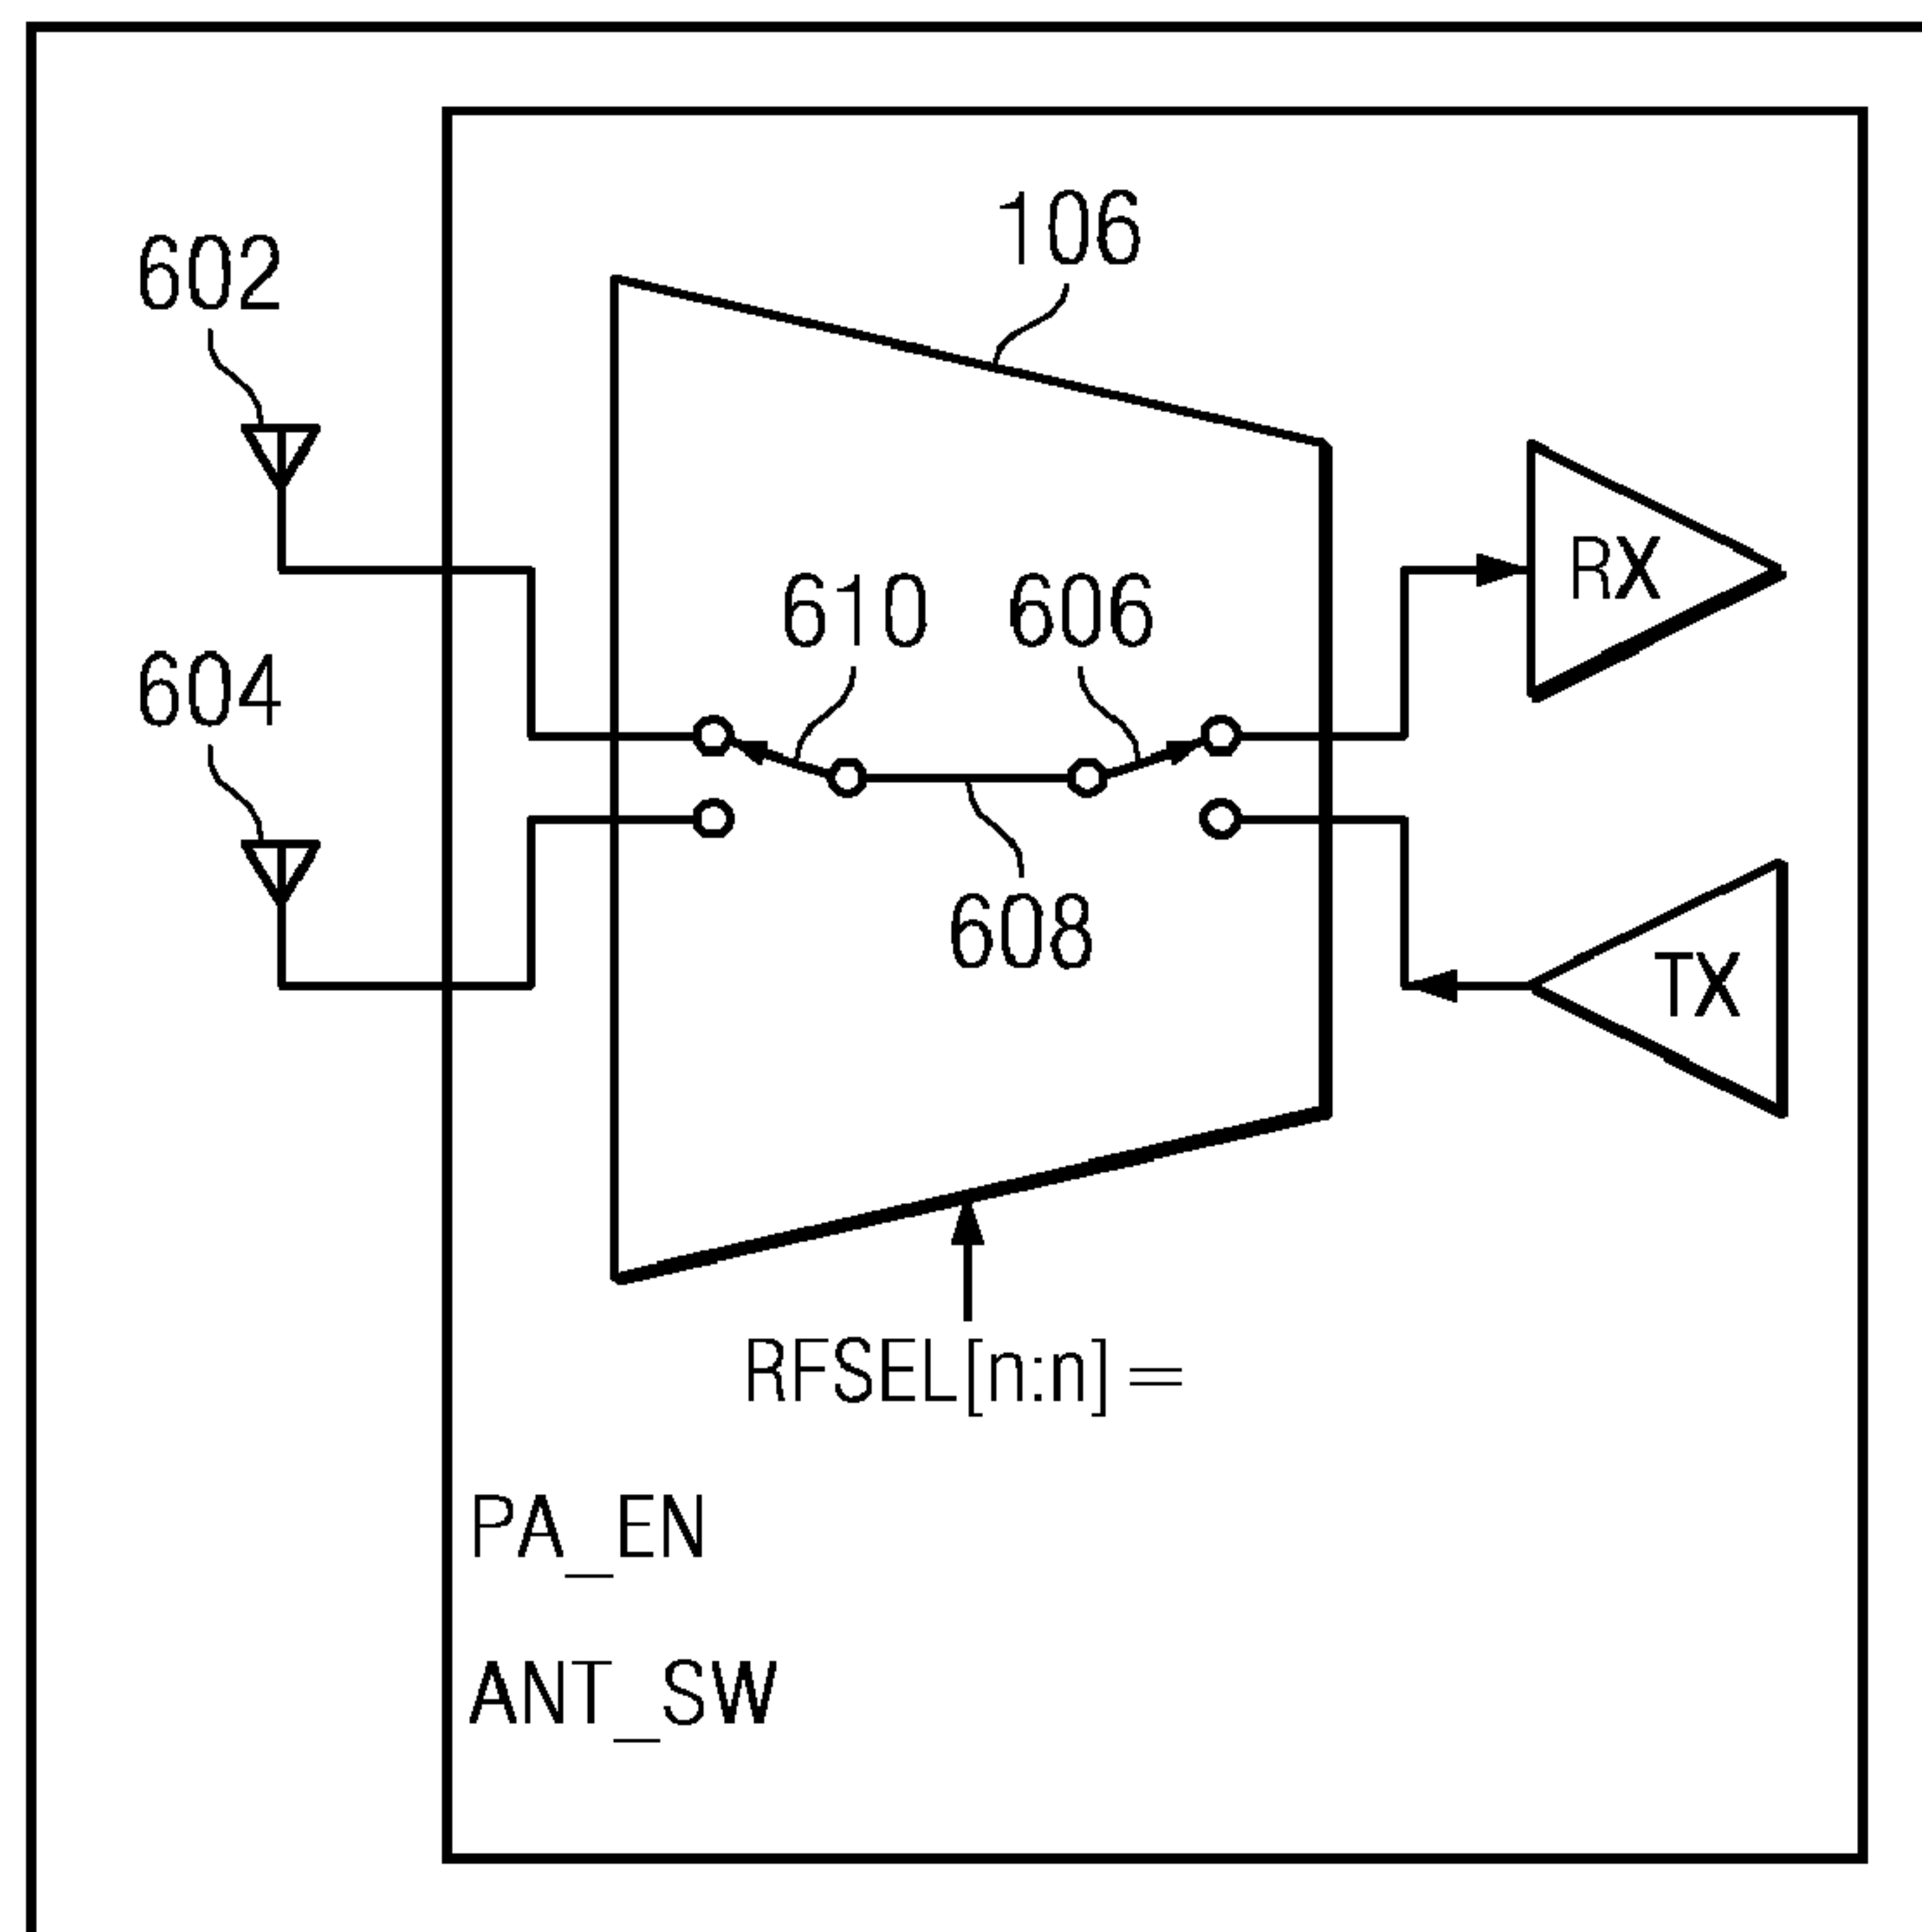 106
602
610
606
RX
604
608
TX
RFSEL[n:n]=
PA_EN
ANT_SW